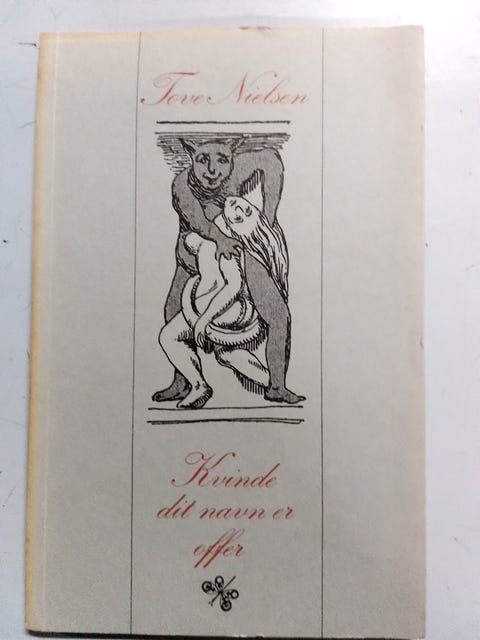 Tove Nielsen
Kvinde
dit navn er
offer